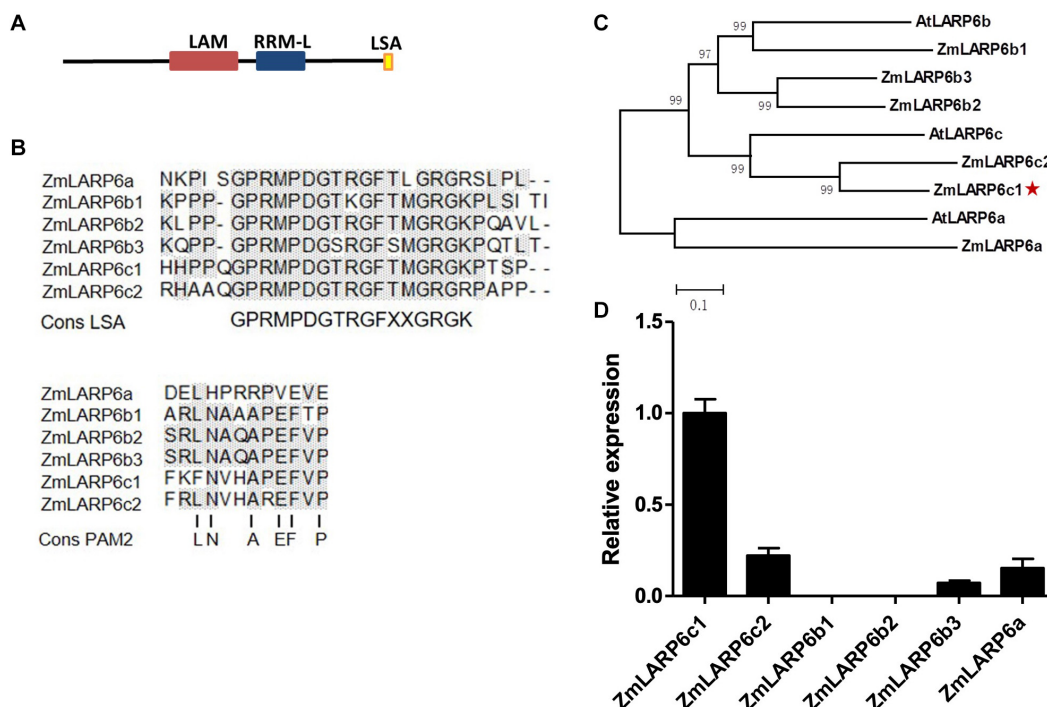 A
LAM RRM-L LSA
B
ZmLARP6a NKPI SGPRMPDGTRGFTLGRGRSLPL--
ZmLARP6b1 KPPP-GPRMPDGTKGFTMGRGKPLSI TI
ZmLARP6b2 KLPP-GPRMPDGTRGFTMGRGKPQAVL-
ZmLARP6b3 KQPP-GPRMPDGSRGFSMGRGKPQTLT-
ZmLARP6c1 HHPPQGPRMPDGTRGFTMGRGKPTSP--
ZmLARP6c2 RHAAQGPRMPDGTRGFTMGRGRPAPP--
Cons LSA GPRMPDGTRGFXXGRGK
ZmLARP6a DELHPRRPVEVE
ZmLARP6b1 ARLNAAAPEFTP
ZmLARP6b2 SRLNAQAPEFVP
ZmLARP6b3 SRLNAQAPEFVP
ZmLARP6c1 FKFNVHAPEFVP
ZmLARP6c2 FRLNVHAREFVP
Cons PAM2 LN A EF P
C
AtLARP6b
99
ZmLARP6b1
97
ZmLARP6b3
99
ZmLARP6b2
99
AtLARP6c
99
ZmLARP6c2
99
ZmLARP6c1
AtLARP6a
ZmLARP6a
0.1
D
Relative expression
1.5
1.0
0.5
0.0
ZmLARP6c1 ZmLARP6c2 ZmLARP6b1 ZmLARP6b2 ZmLARP6b3 ZmLARP6a